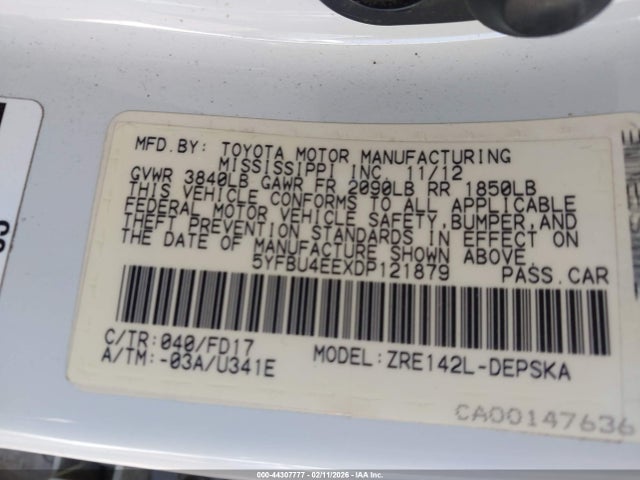 MFD.BY: TOYOTA MOTOR MANUFACTURING
MISSISSIPPI INC. 11/12
GVWR 3840LB GAWR FR 2090LB RR 1850LB
THIS VEHICLE CONFORMS TO ALL APPLICABLE
FEDERAL MOTOR VEHICLE SAFETY,BUMPER,AND
THEFT PREVENTION STANDARDS IN EFFECT ON
THE DATE OF MANUFACTURE SHOWN ABOVE.
5YFBU4EEXDP121879 PASS.CAR
C/TR:040/FD17 MODEL:ZRE142L-DEPSKA
A/TM:-03A/U341E
CA00147636
000-44307777 - 02/11/2026 - IAA Inc.